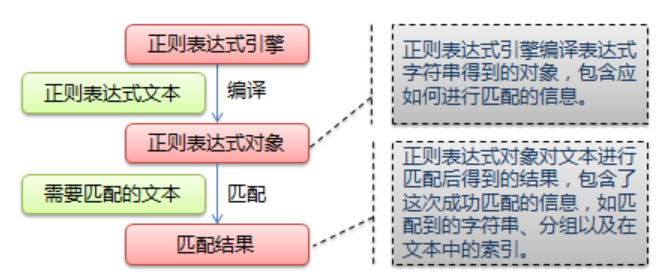 正则表达式引擎
正则表达式文本
编译
正则表达式对象
需要匹配的文本
匹配
匹配结果
正则表达式引擎编译表达式
字符串得到的对象，包含应
如何进行匹配的信息。
正则表达式对象对文本进行
匹配后得到的结果，包含了
这次成功匹配的信息，如匹
配到的字符串、分组以及在
文本中的索引。